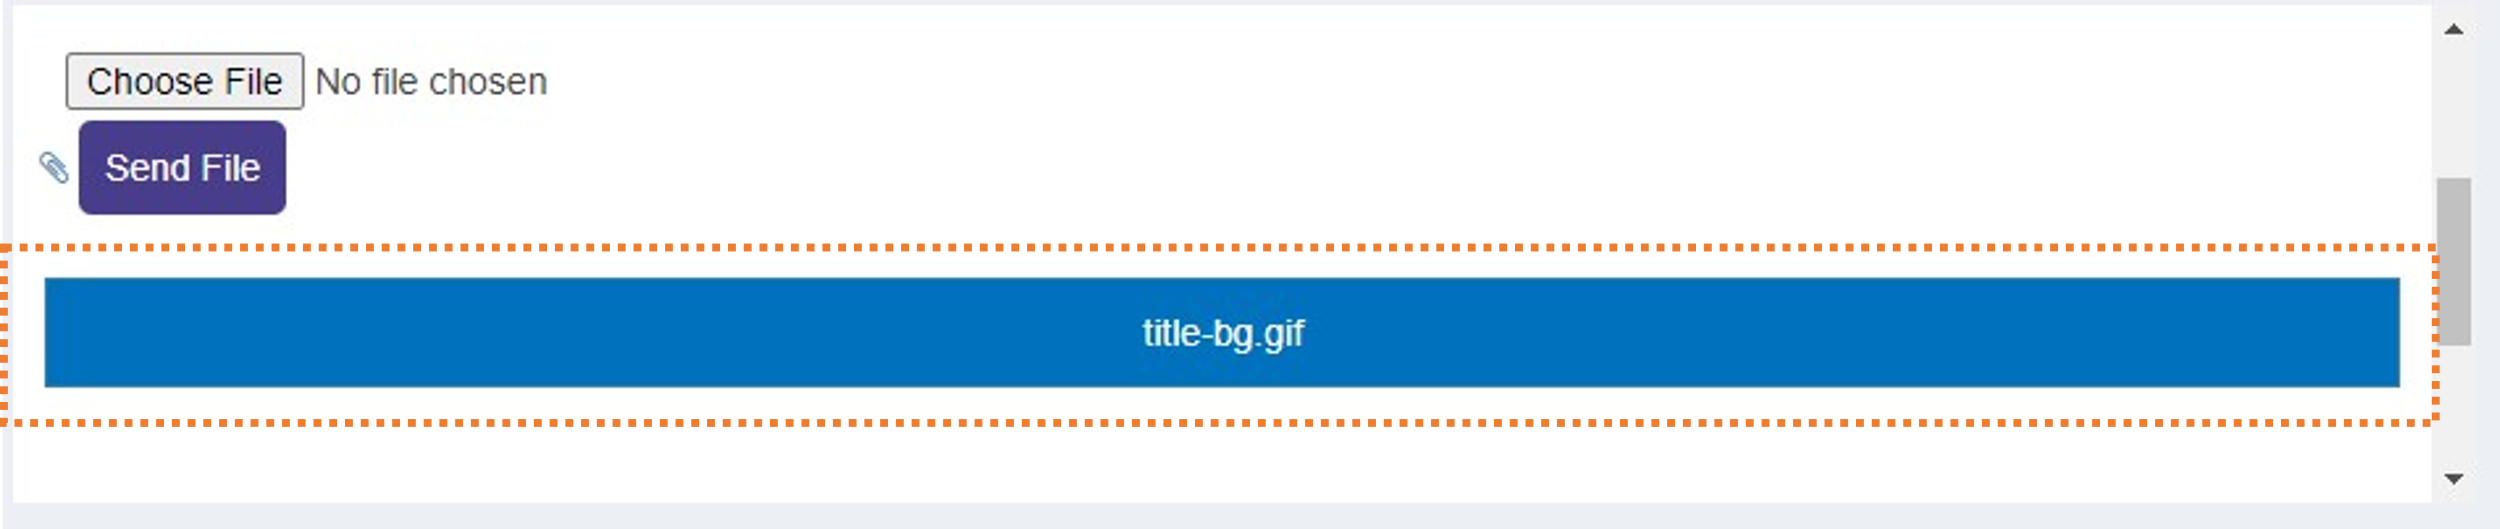 Choose File No file chosen
Send File
title-bg.gif